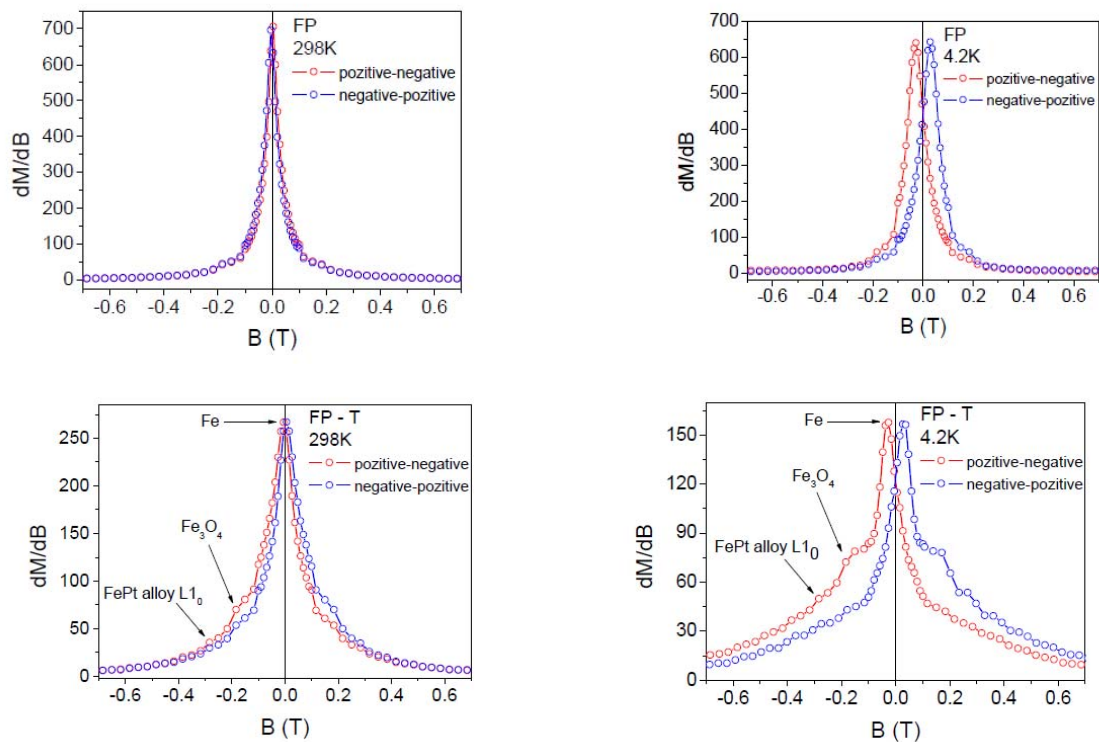 FP
298K
pozitive-negative
negative-pozitive
700
600
500
400
300
200
100
0
dM/dB
-0.6 -0.4 -0.2 0.0 0.2 0.4 0.6
B (T)
FP
4.2K
pozitive-negative
negative-pozitive
700
600
500
400
300
200
100
0
dM/dB
-0.6 -0.4 -0.2 0.0 0.2 0.4 0.6
B (T)
Fe
FP - T
298K
pozitive-negative
negative-pozitive
Fe₃O₄
FePt alloy L1₀
250
200
150
100
50
0
dM/dB
-0.6 -0.4 -0.2 0.0 0.2 0.4 0.6
B (T)
Fe
FP - T
4.2K
pozitive-negative
negative-pozitive
Fe₃O₄
FePt alloy L1₀
150
120
90
60
30
0
dM/dB
-0.6 -0.4 -0.2 0.0 0.2 0.4 0.6
B (T)